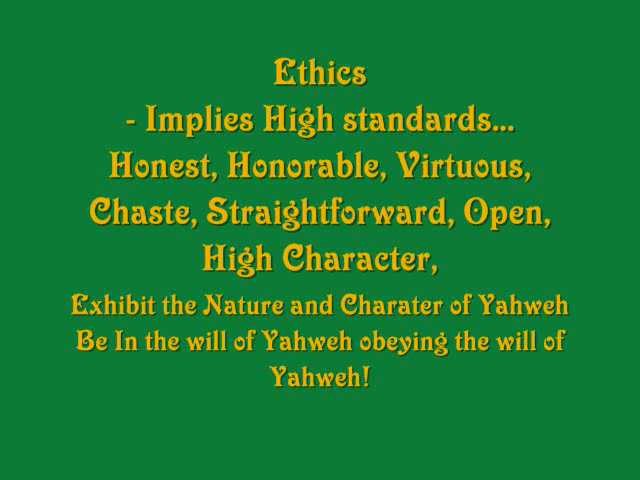 Ethics
- Implies High standards...
Honest, Honorable, Virtuous,
Chaste, Straightforward, Open,
High Character,
Exhibit the Nature and Charater of Yahweh
Be In the will of Yahweh obeying the will of
Yahweh!